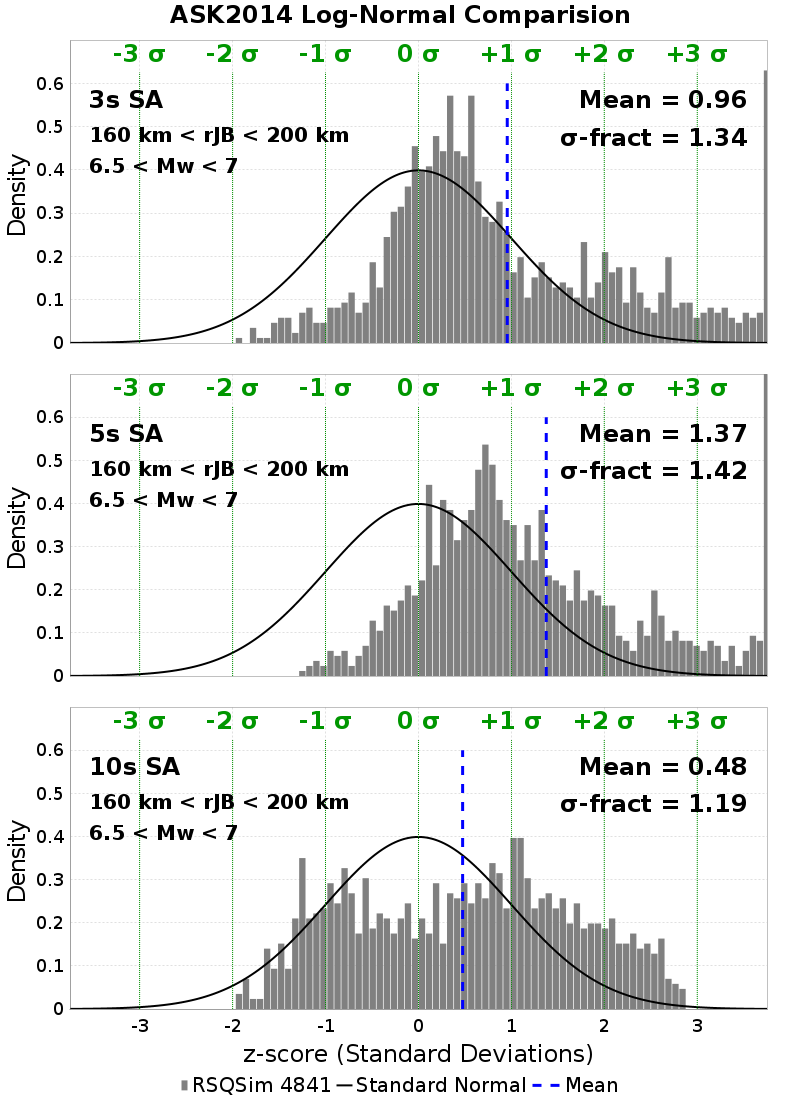 ASK2014 Log-Normal Comparision
-3 σ -2 σ -1 σ 0 σ +1 σ +2 σ +3 σ
0.6
3s SA
Mean = 0.96
0.5
160 km < rJB < 200 km
σ-fract = 1.34
6.5 < Mw < 7
0.4
0.3
0.2
0.1
0
Density
-3 σ -2 σ -1 σ 0 σ +1 σ +2 σ +3 σ
0.6
5s SA
Mean = 1.37
0.5
160 km < rJB < 200 km
σ-fract = 1.42
6.5 < Mw < 7
0.4
0.3
0.2
0.1
0
Density
-3 σ -2 σ -1 σ 0 σ +1 σ +2 σ +3 σ
0.6
10s SA
Mean = 0.48
0.5
160 km < rJB < 200 km
σ-fract = 1.19
6.5 < Mw < 7
0.4
0.3
0.2
0.1
0
Density
-3 -2 -1 0 1 2 3
z-score (Standard Deviations)
RSQSim 4841 Standard Normal Mean